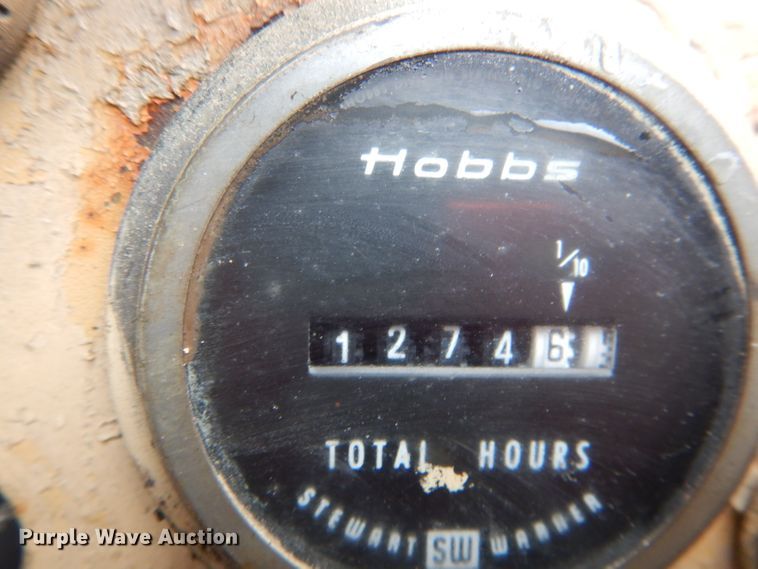 Hobbs
1/10
1 2 7 4 6
TOTAL HOURS
STEWART SW WARNER
Purple Wave Auction